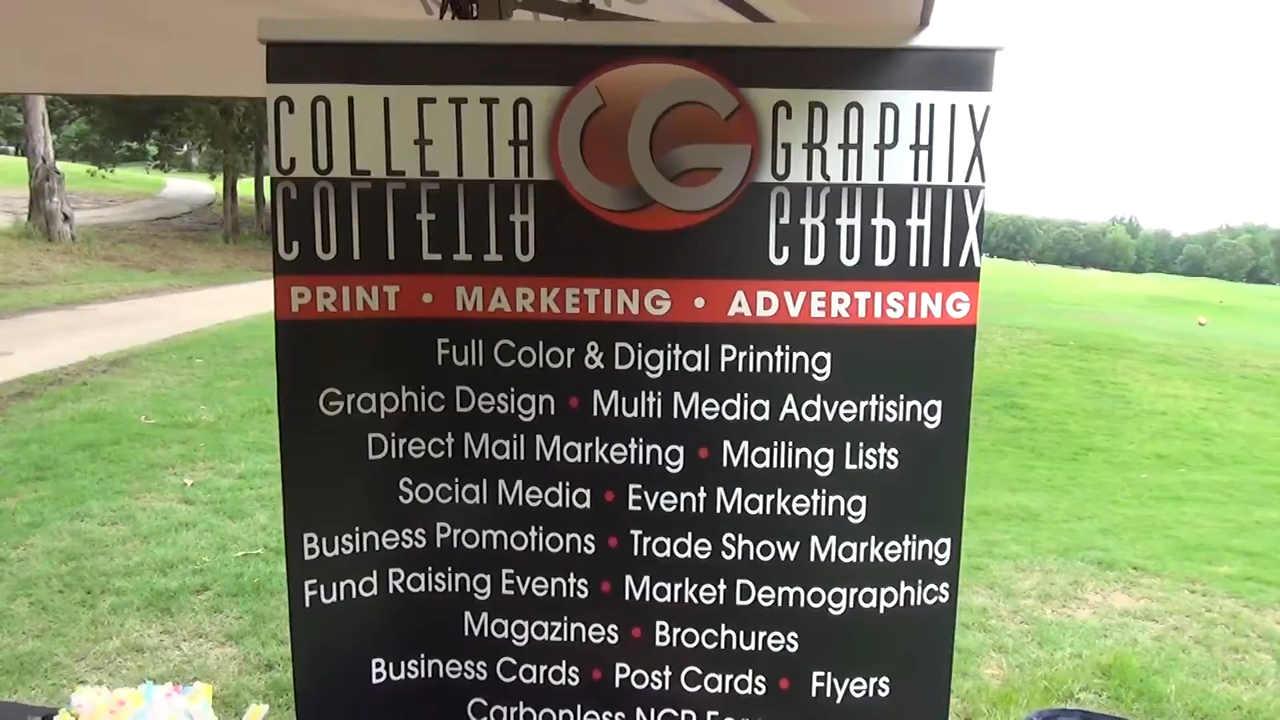 COLLETTA CG GRAPHIX
PRINT • MARKETING • ADVERTISING
Full Color & Digital Printing
Graphic Design • Multi Media Advertising
Direct Mail Marketing • Mailing Lists
Social Media • Event Marketing
Business Promotions • Trade Show Marketing
Fund Raising Events • Market Demographics
Magazines • Brochures
Business Cards • Post Cards • Flyers
Carbonless NCR